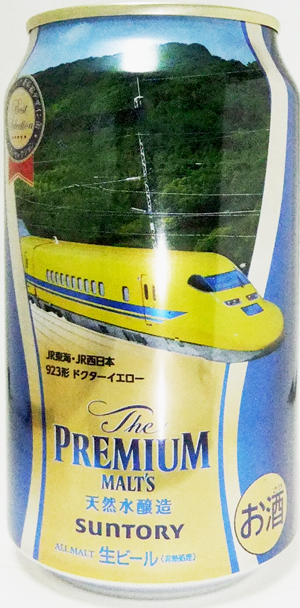 Best
Selection
JR東海・JR西日本
923形 ドクターイエロー
The
PREMIUM
MALT'S
天然水醸造
SUNTORY
ALL MALT 生ビール (非熱処理)
お酒